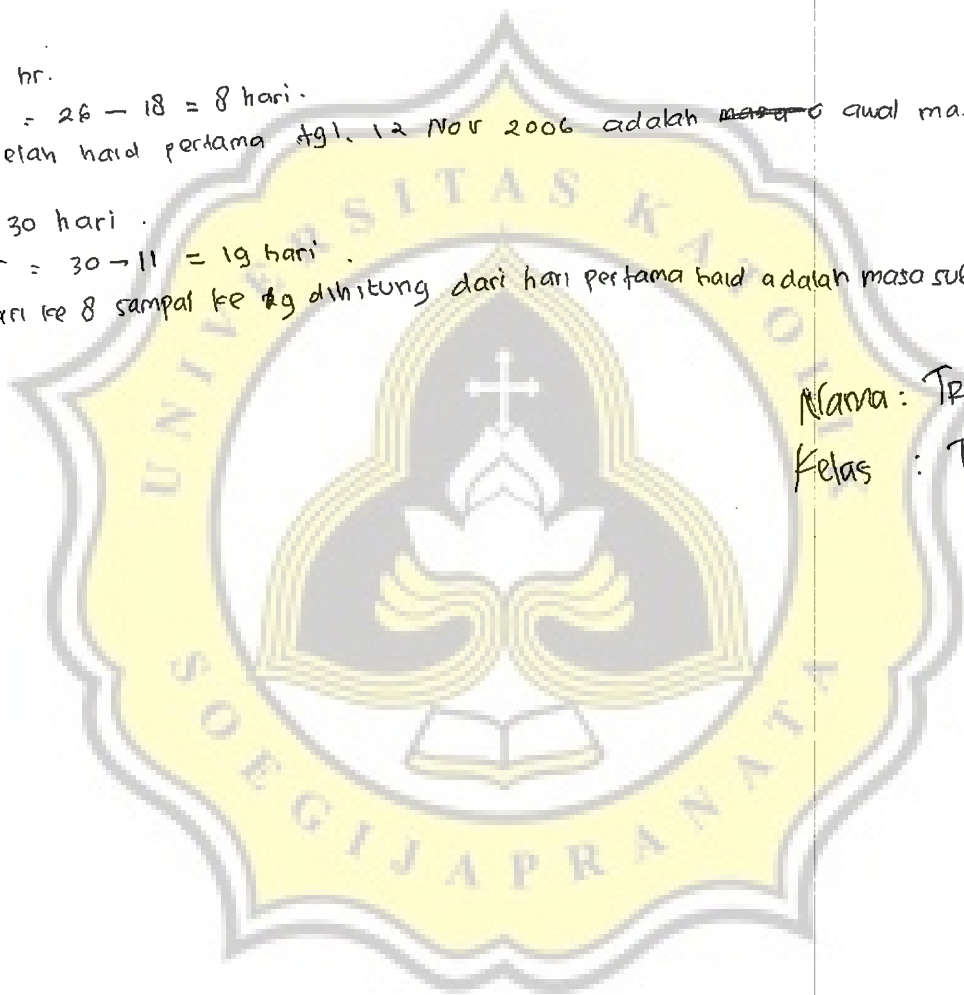 hr.
= 26 - 18 = 8 hari.
elah haid pertama tgl. 12 Nov 2006 adalah awal ma
30 hari.
= 30 - 11 = 19 hari.
ari ke 8 sampai ke 19 dihitung dari hari pertama haid adalah masa sub
Nama: TR
Kelas : T
UNIVERSITAS KATOLIK
SOEGIJAPRANATA